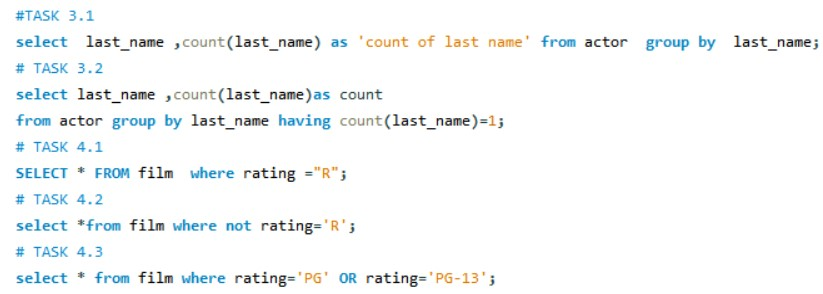 #TASK 3.1
select  last_name ,count(last_name) as 'count of last name' from actor  group by  last_name;
# TASK 3.2
select last_name ,count(last_name)as count
from actor group by last_name having count(last_name)=1;
# TASK 4.1
SELECT * FROM film  where rating ="R";
# TASK 4.2
select *from film where not rating='R';
# TASK 4.3
select * from film where rating='PG' OR rating='PG-13';